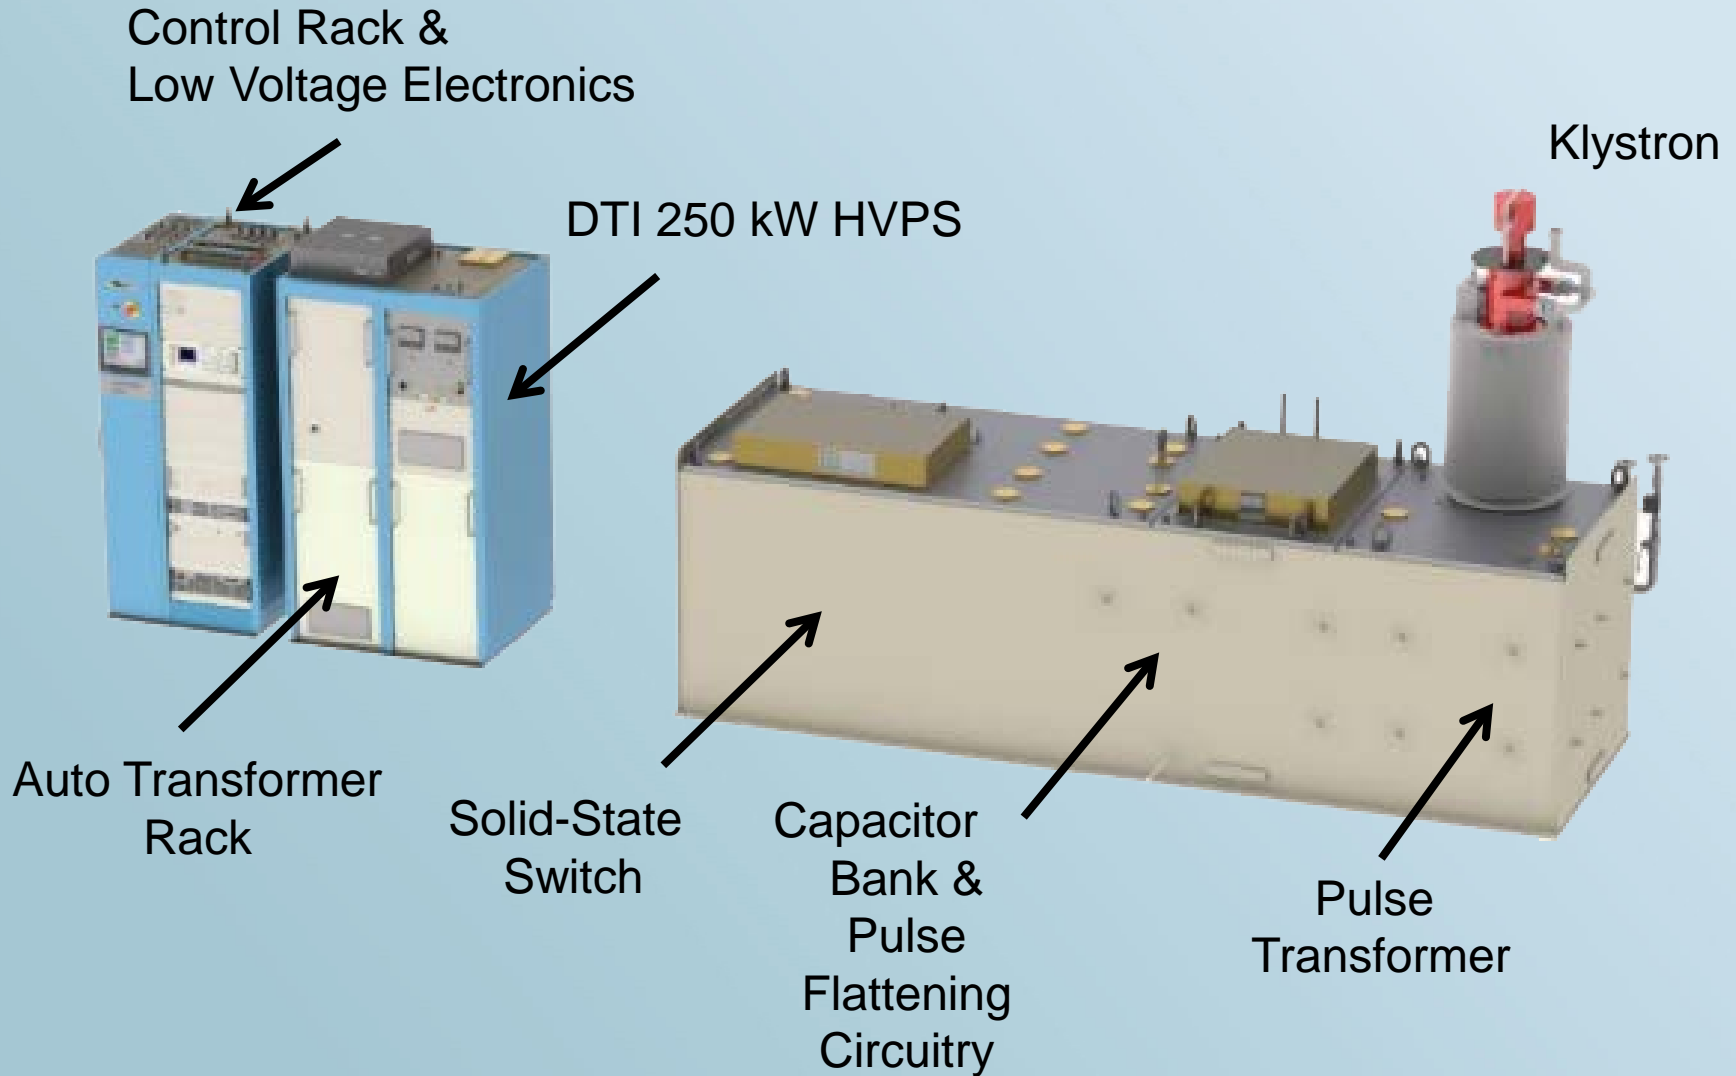 Control Rack &
Low Voltage Electronics
Klystron
DTI 250 kW HVPS
Auto Transformer
Rack
Solid-State
Switch
Capacitor
Bank &
Pulse
Flattening
Circuitry
Pulse
Transformer